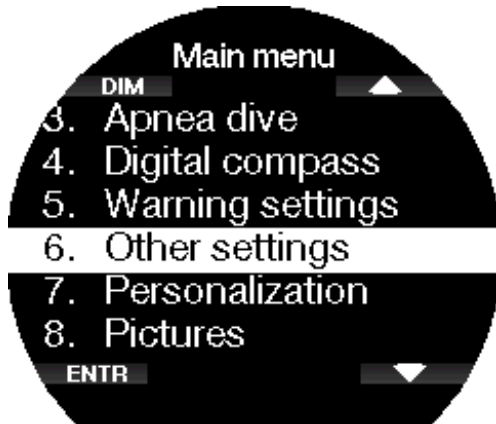 Main menu
DIM
3. Apnea dive
4. Digital compass
5. Warning settings
6. Other settings
7. Personalization
8. Pictures
ENTR